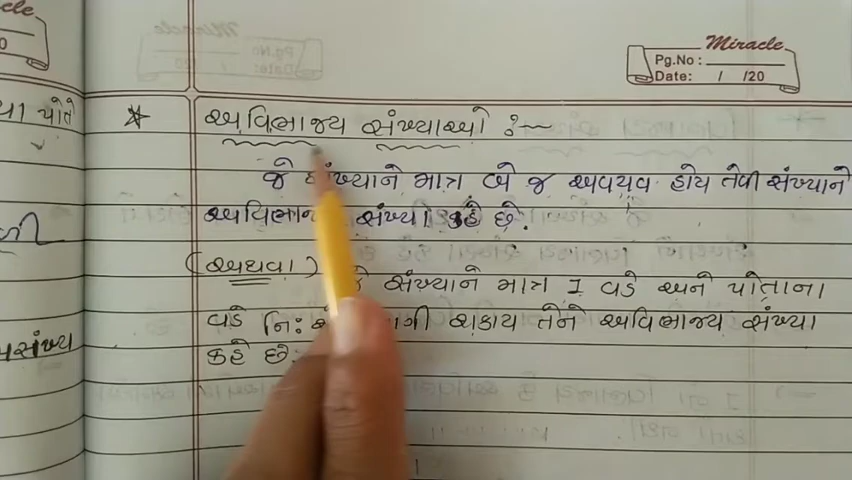 Miracle
Pg.No :
Date: / /20
* અવિભાજ્ય સંખ્યાઓ :-
જે સંખ્યાને માત્ર બે જ અવયવ હોય તેવી સંખ્યાને
અવિભાજ્ય સંખ્યા કહે છે.
(અથવા) સંખ્યાને માત્ર 1 વડે અને પોતાના
વડે નિ: શકાય તેને અવિભાજ્ય સંખ્યા
કહે છે.